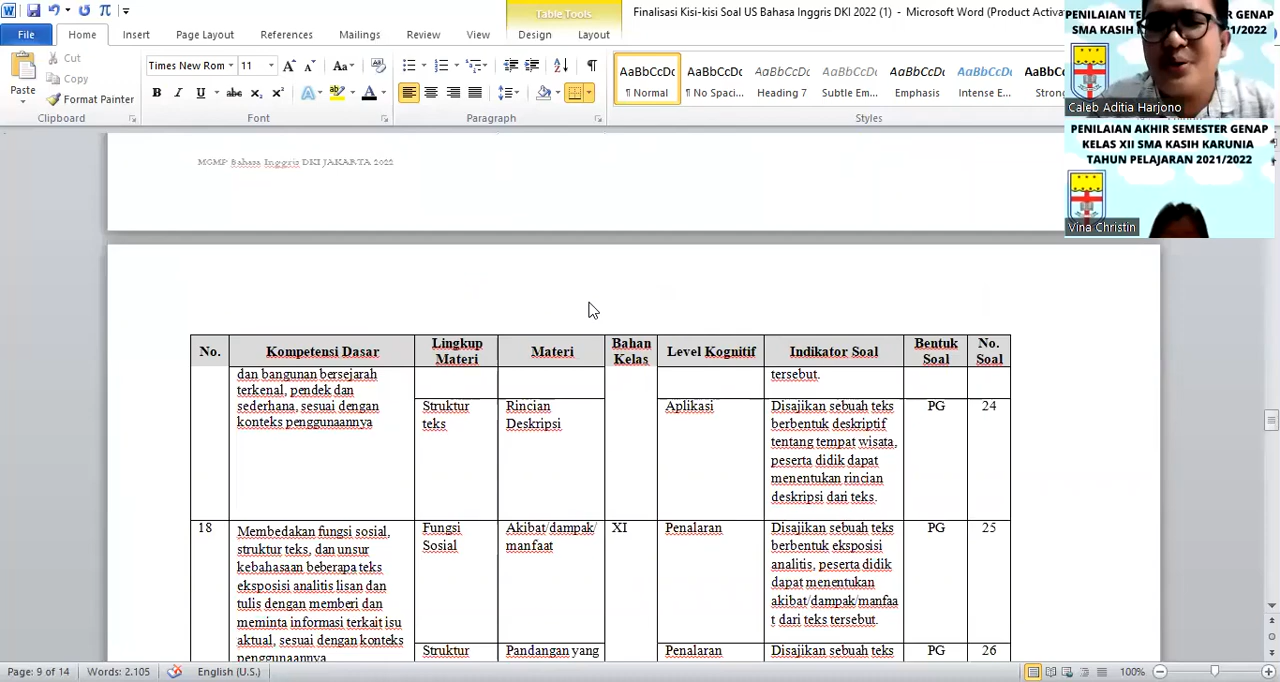 Finalisasi Kisi-kisi Soal US Bahasa Inggris DKI 2022 (1) - Microsoft Word (Product Activa
Table Tools
File Home Insert Page Layout References Mailings Review View Design Layout
Paste
Cut
Copy
Format Painter
Clipboard
Times New Rom 11
Font
Paragraph
AaBbCcDc
¶ Normal
AaBbCcDc
¶ No Spaci...
AaBbCcDc
Heading 7
AaBbCcDc
Subtle Em...
AaBbCcDc
Emphasis
AaBbCcDc
Intense E...
AaBbCcDc
Strong
Styles
Caleb Aditia Harjono
PENILAIAN AKHIR SEMESTER GENAP
KELAS XII SMA KASIH KARUNIA
TAHUN PELAJARAN 2021/2022
Vina Christin
MGMP Bahasa Inggris DKI JAKARTA 2022
No. Kompetensi Dasar Lingkup Materi Materi Bahan Kelas Level Kognitif Indikator Soal Bentuk Soal No. Soal
dan bangunan bersejarah
terkenal, pendek dan
sederhana, sesuai dengan
konteks penggunaannya
tersebut.
Struktur
teks
Rincian
Deskripsi
Aplikasi
Disajikan sebuah teks
berbentuk deskriptif
tentang tempat wisata,
peserta didik dapat
menentukan rincian
deskripsi dari teks.
PG
24
18
Membedakan fungsi sosial,
struktur teks, dan unsur
kebahasaan beberapa teks
eksposisi analitis lisan dan
tulis dengan memberi dan
meminta informasi terkait isu
aktual, sesuai dengan konteks
penggunaannya
Fungsi
Sosial
Akibat/dampak/
manfaat
XI
Penalaran
Disajikan sebuah teks
berbentuk eksposisi
analitis, peserta didik
dapat menentukan
akibat/dampak/manfaa
t dari teks tersebut.
PG
25
Struktur
Pandangan yang
Penalaran
Disajikan sebuah teks
PG
26
Page: 9 of 14 Words: 2.105 English (U.S.) 100%